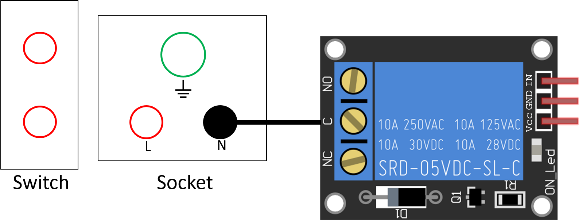 Switch
L
N
Socket
NO
C
NC
10A 250VAC 10A 125VAC
10A 30VDC 10A 28VDC
SRD-05VDC-SL-C
IN
GND
Vcc
ON Led
D1
Q1
R1